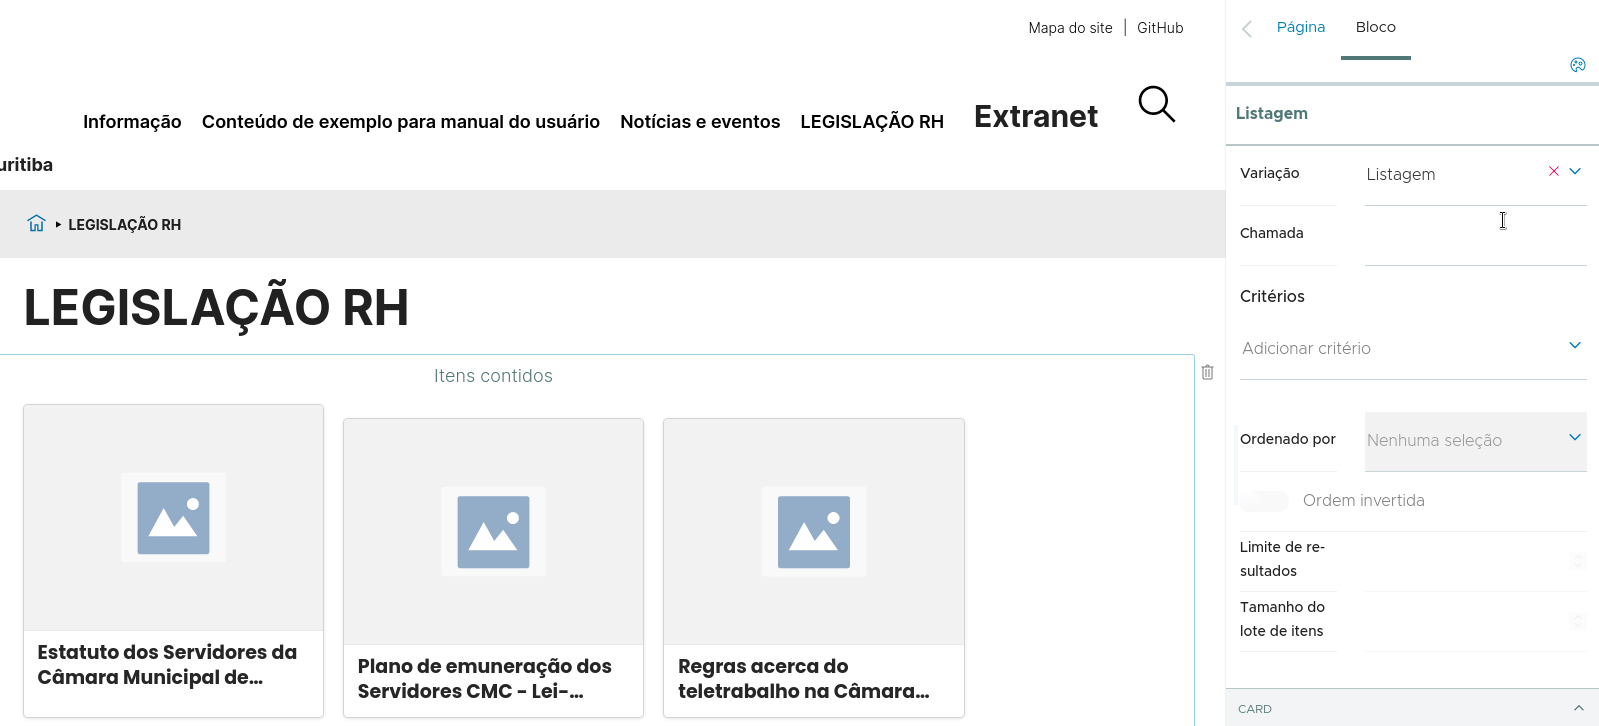 Mapa do site | GitHub
Informação Conteúdo de exemplo para manual do usuário Notícias e eventos LEGISLAÇÃO RH Extranet
uritiba
LEGISLAÇÃO RH
LEGISLAÇÃO RH
Itens contidos
Estatuto dos Servidores da
Câmara Municipal de...
Plano de emuneração dos
Servidores CMC - Lei-...
Regras acerca do
teletrabalho na Câmara...
Página Bloco
Listagem
Variação Listagem
Chamada
Critérios
Adicionar critério
Ordenado por Nenhuma seleção
Ordem invertida
Limite de re-
sultados
Tamanho do
lote de itens
CARD